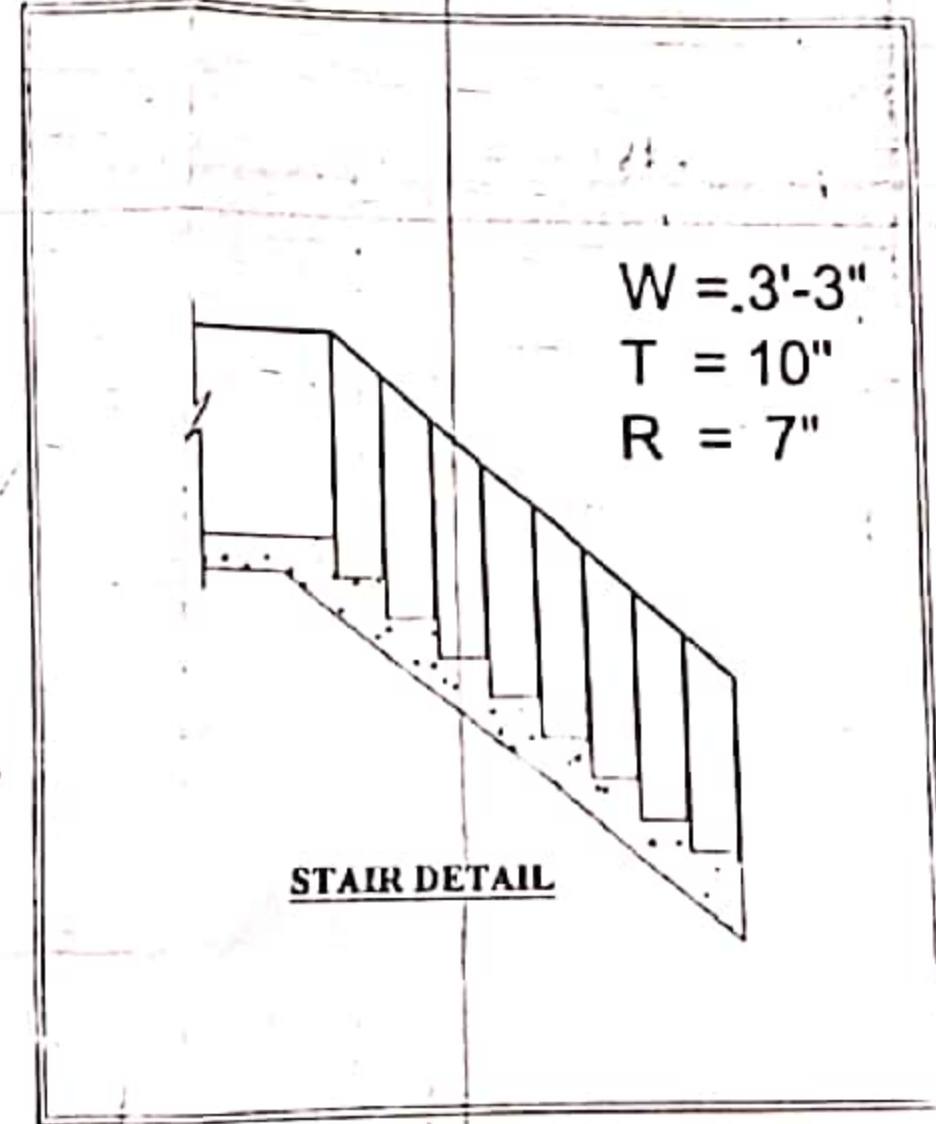 W = 3'-3"
T = 10"
R = 7"
STAIR DETAIL